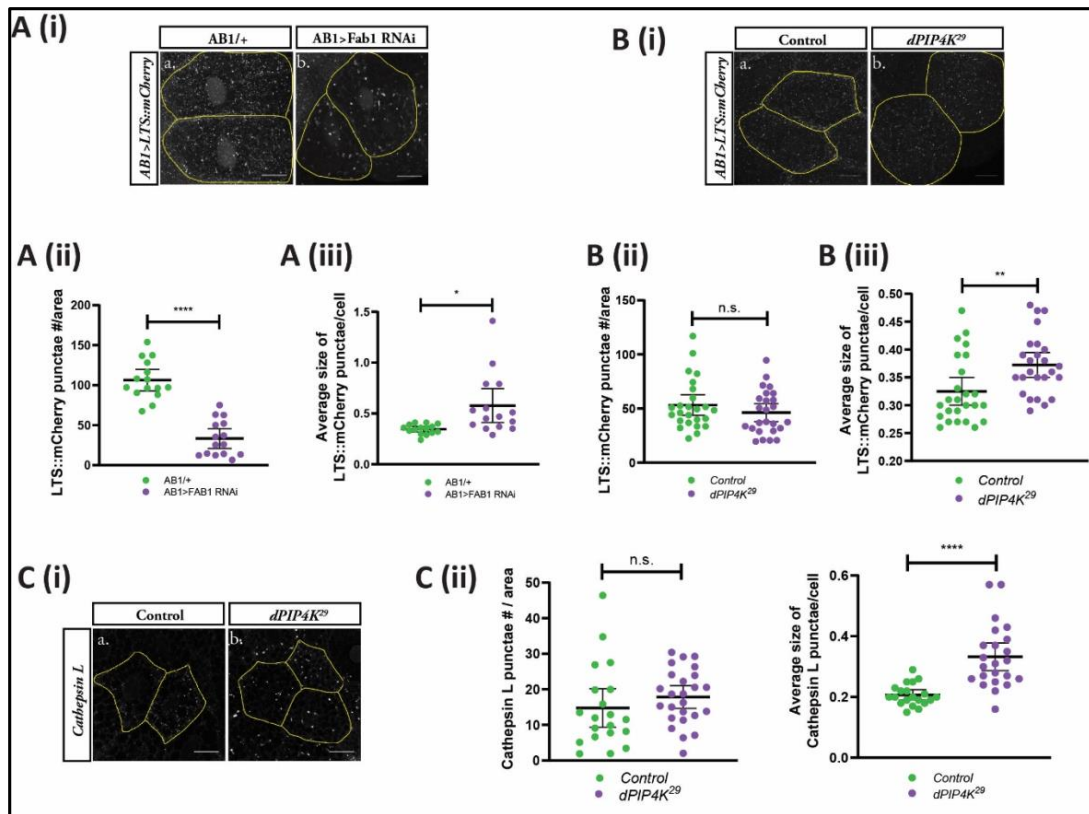 A (i)
AB1/+
AB1>Fab1 RNAi
AB1>LTS::mCherry
a.
b.
B (i)
Control
dPIP4K²⁹
AB1>LTS::mCherry
a.
b.
A (ii)
LTS::mCherry punctae #/area
200
150
100
50
0
****
AB1/+
AB1>FAB1 RNAi
A (iii)
Average size of
LTS::mCherry punctae/cell
1.5
1.0
0.5
0.0
*
AB1/+
AB1>FAB1 RNAi
B (ii)
LTS::mCherry punctae #/area
150
100
50
0
n.s.
Control
dPIP4K²⁹
B (iii)
Average size of
LTS::mCherry punctae/cell
0.50
0.45
0.40
0.35
0.30
0.25
0.20
**
Control
dPIP4K²⁹
C (i)
Control
dPIP4K²⁹
Cathepsin L
a.
b.
C (ii)
Cathepsin L punctae # / area
50
40
30
20
10
0
n.s.
Control
dPIP4K²⁹
Average size of
Cathepsin L punctae/cell
0.6
0.4
0.2
0.0
****
Control
dPIP4K²⁹